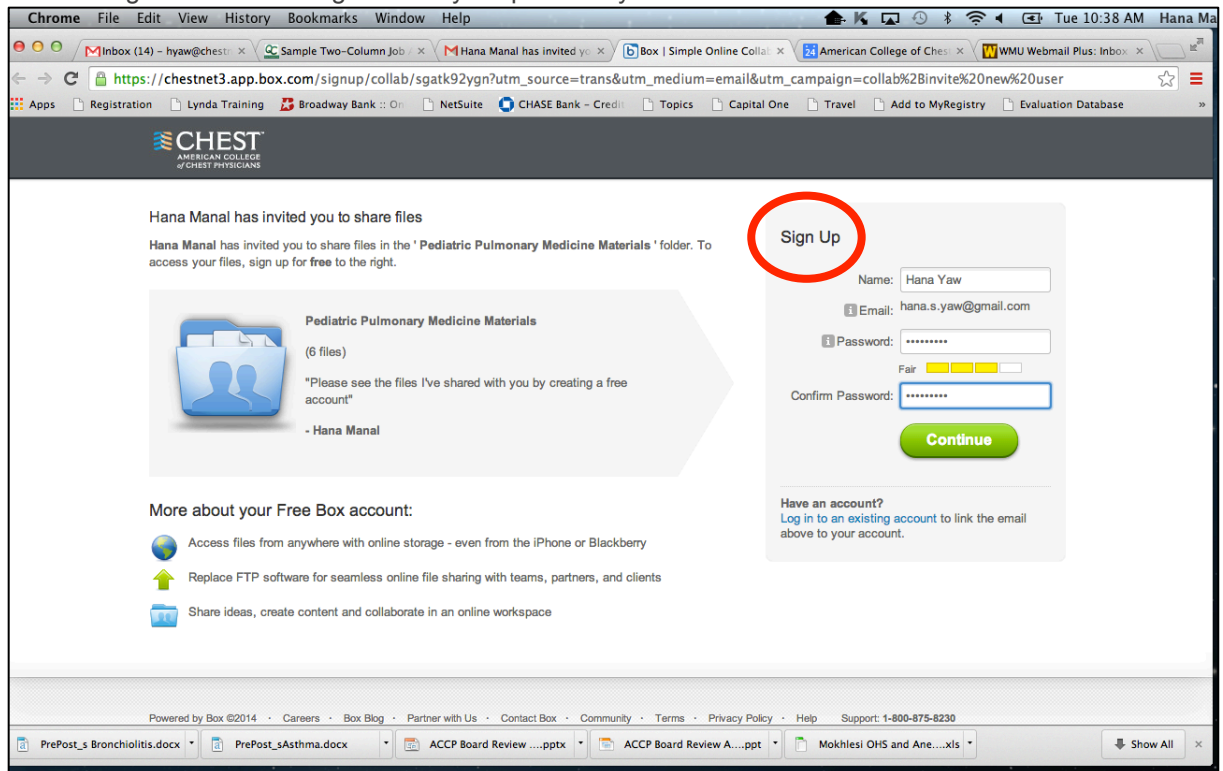 Chrome File Edit View History Bookmarks Window Help Tue 10:38 AM Hana Ma
Inbox (14) – hyaw@chestn Sample Two-Column Job Hana Manal has invited yo Box | Simple Online Collab 24 American College of Chest WMU Webmail Plus: Inbox
https://chestnet3.app.box.com/signup/collab/sgatk92ygn?utm_source=trans&utm_medium=email&utm_campaign=collab%2Binvite%20new%20user
Apps Registration Lynda Training Broadway Bank :: On NetSuite CHASE Bank – Credi Topics Capital One Travel Add to MyRegistry Evaluation Database »
CHEST
AMERICAN COLLEGE
of CHEST PHYSICIANS
Hana Manal has invited you to share files
Hana Manal has invited you to share files in the ' Pediatric Pulmonary Medicine Materials ' folder. To
access your files, sign up for free to the right.
Pediatric Pulmonary Medicine Materials
(6 files)
"Please see the files I've shared with you by creating a free
account"
- Hana Manal
Sign Up
Name: Hana Yaw
Email: hana.s.yaw@gmail.com
Password: •••••••••
Fair
Confirm Password: •••••••••
Continue
Have an account?
Log in to an existing account to link the email
above to your account.
More about your Free Box account:
Access files from anywhere with online storage - even from the iPhone or Blackberry
Replace FTP software for seamless online file sharing with teams, partners, and clients
Share ideas, create content and collaborate in an online workspace
Powered by Box ©2014 · Careers · Box Blog · Partner with Us · Contact Box · Community · Terms · Privacy Policy · Help Support: 1-800-875-8230
PrePost_s Bronchiolitis.docx PrePost_sAsthma.docx ACCP Board Review ....pptx ACCP Board Review A....ppt Mokhlesi OHS and Ane....xls Show All